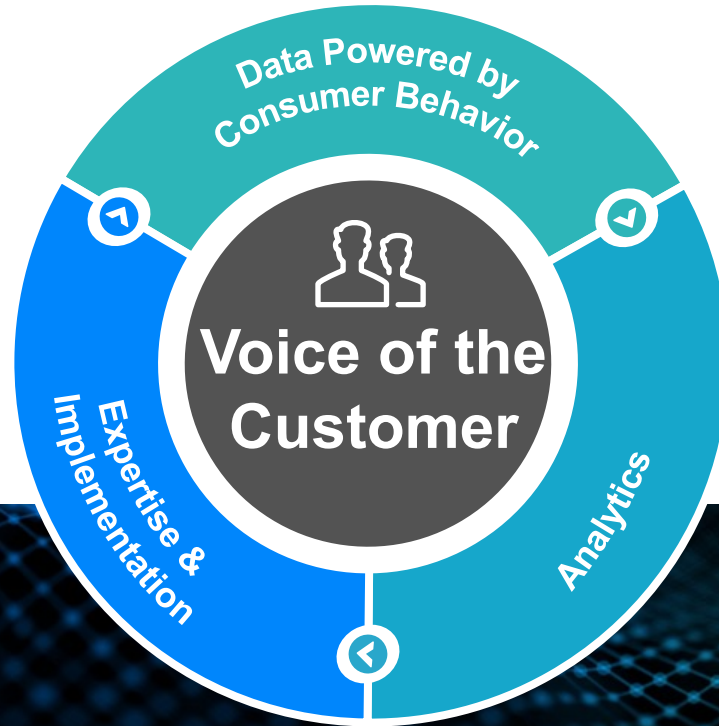 Data Powered by
Consumer Behavior
Voice of the
Customer
Expertise &
Implementation
Analytics